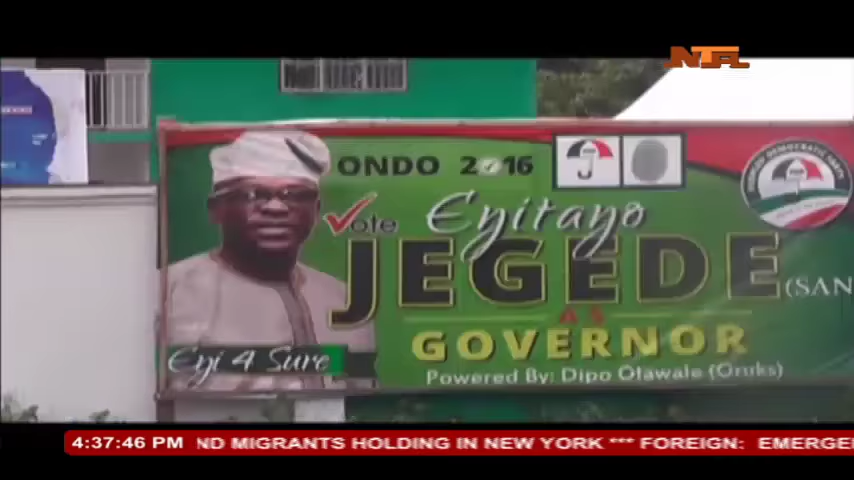 NTA
ONDO 2016
Vote Eyitayo
JEGEDE (SAN
AS
GOVERNOR
Eyi 4 Sure
Powered By: Dipo Olawale (Oruks)
4:37:46 PM ND MIGRANTS HOLDING IN NEW YORK *** FOREIGN: EMERGE